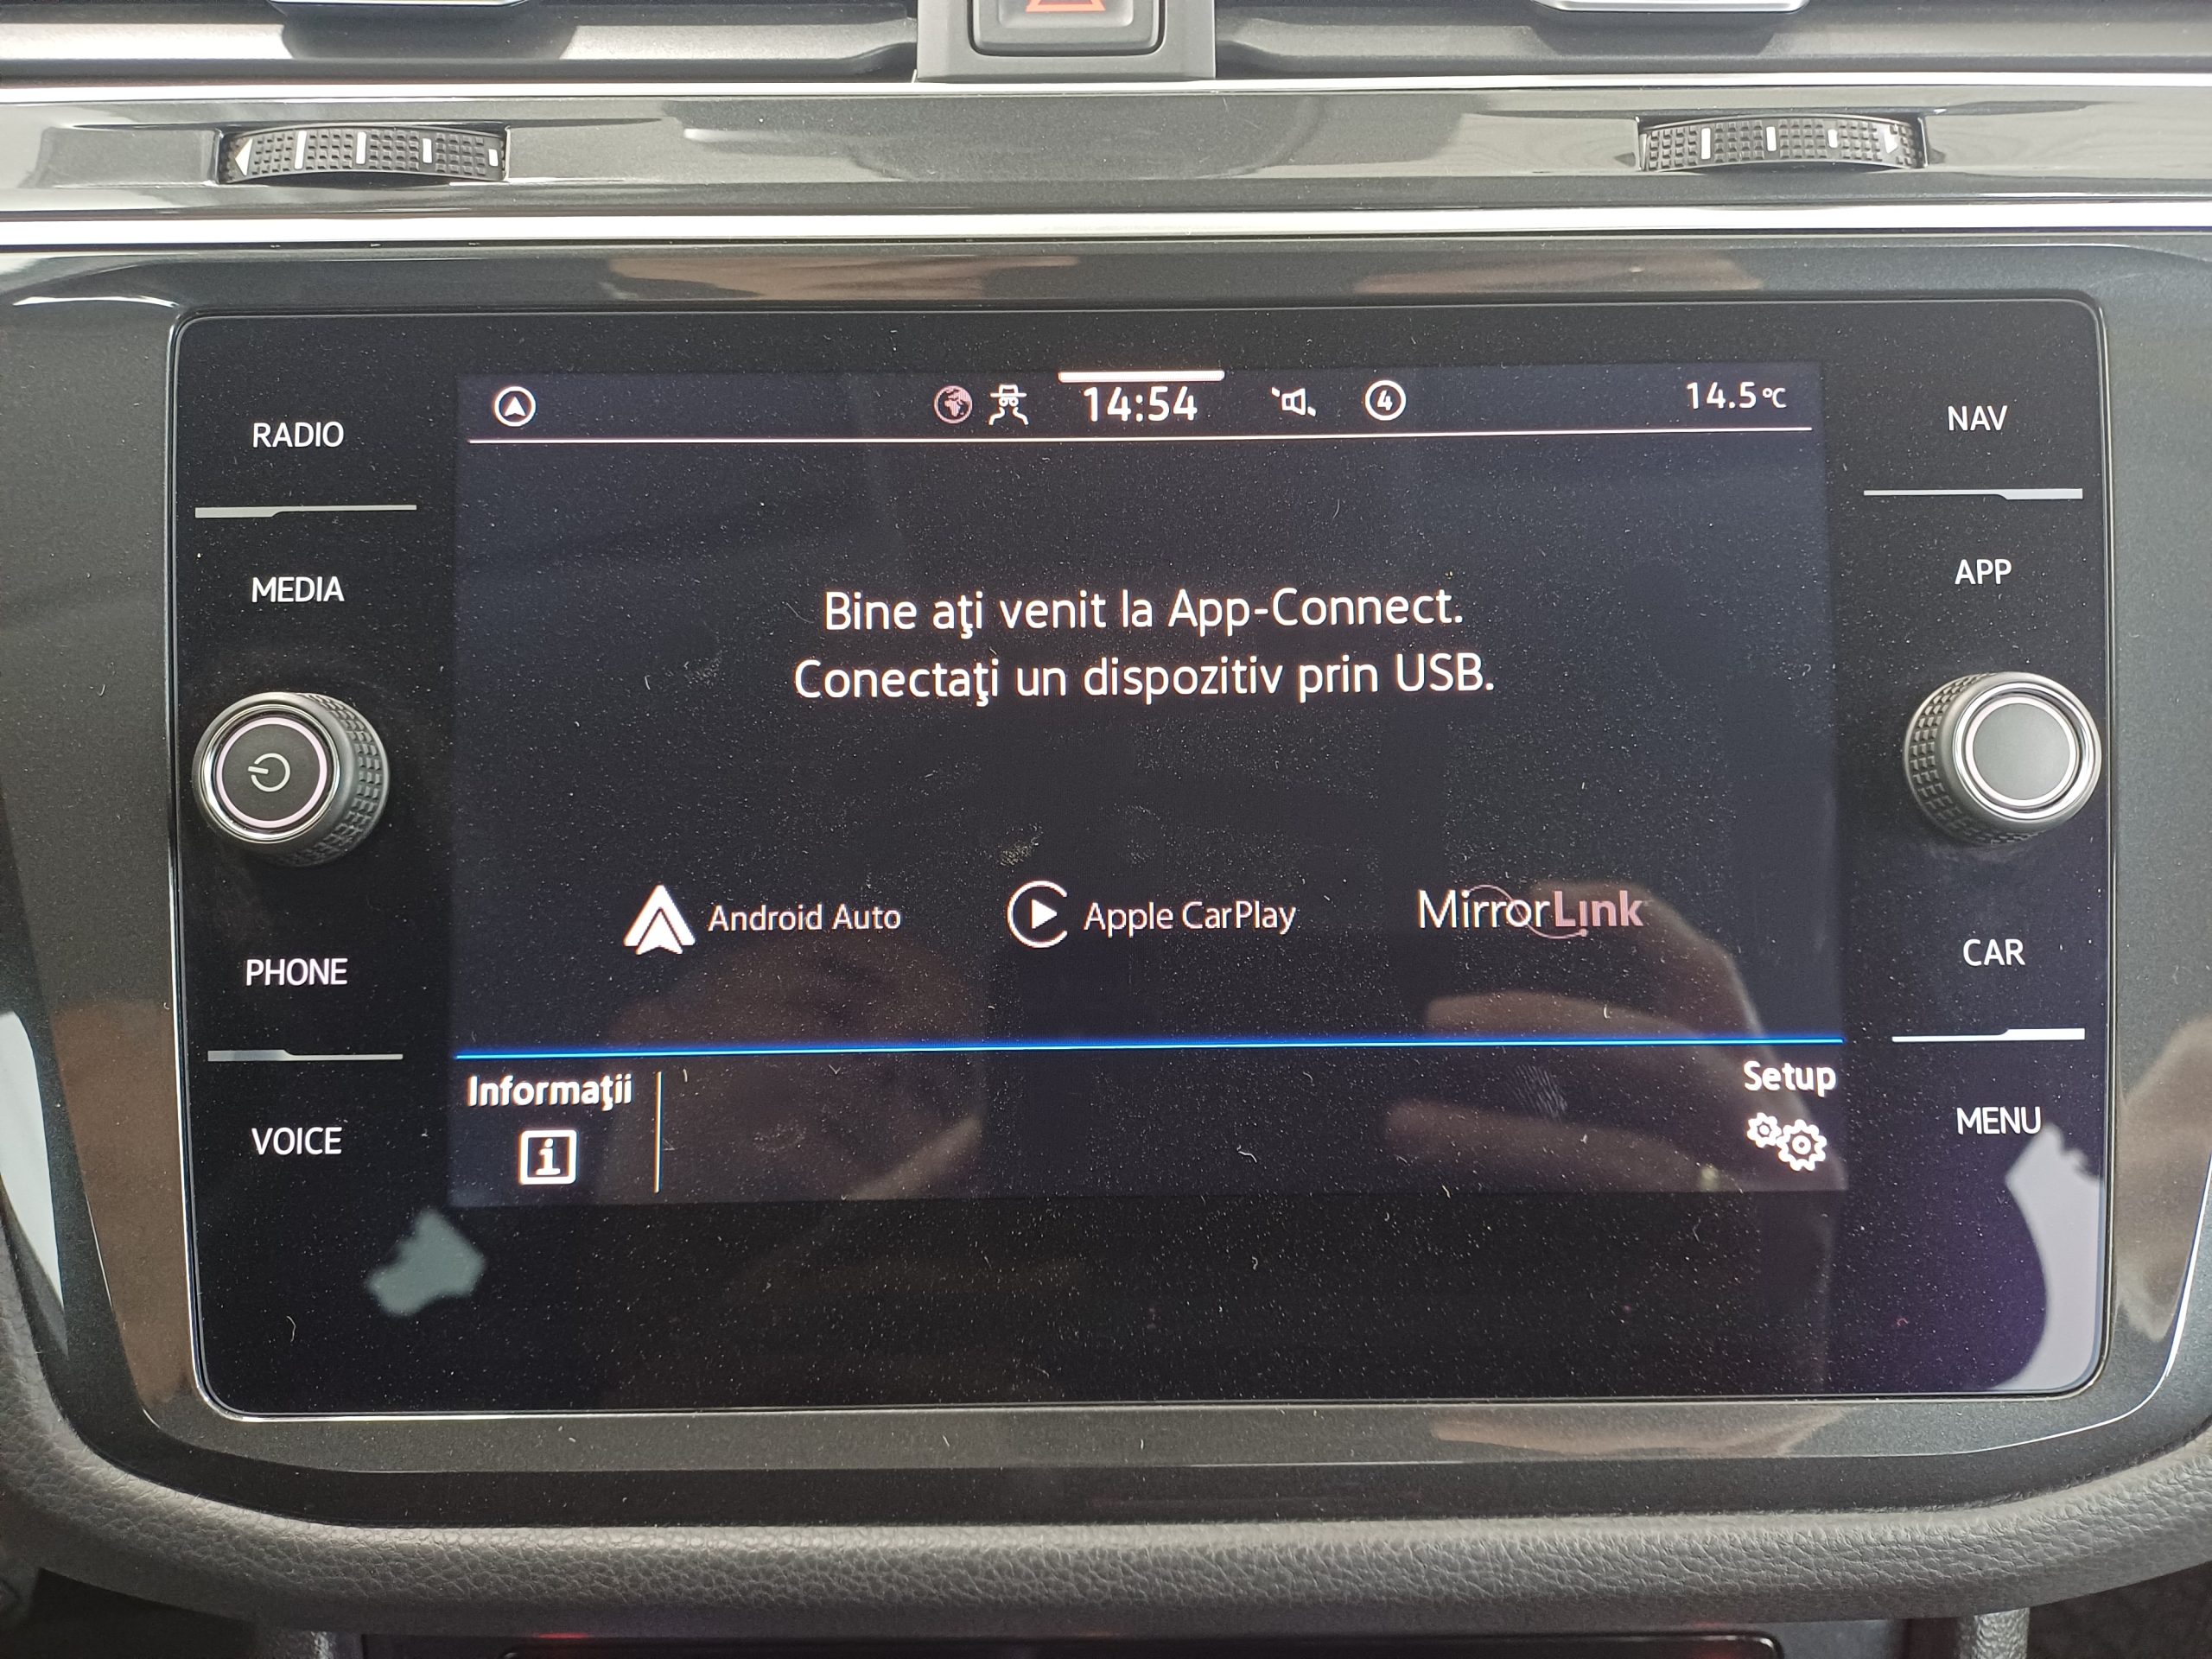 14:54
4
14.5°C
RADIO
NAV
MEDIA
APP
Bine aţi venit la App-Connect.
Conectaţi un dispozitiv prin USB.
Android Auto
Apple CarPlay
MirrorLink
PHONE
CAR
Informaţii
Setup
VOICE
i
MENU